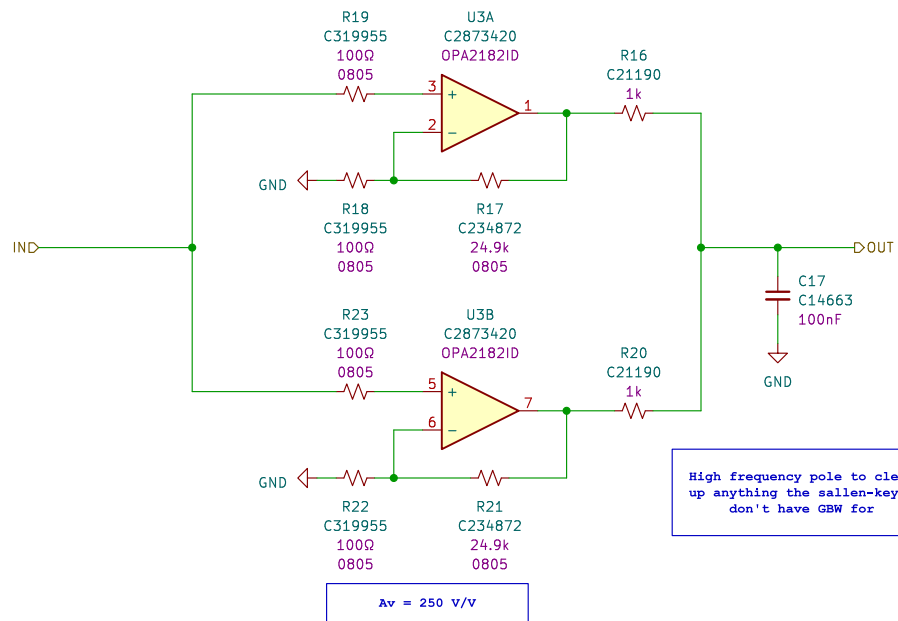 R19
C319955
100Ω
0805
U3A
C2873420
OPA2182ID
3
2
1
R16
C21190
1k
GND
R18
C319955
100Ω
0805
R17
C234872
24.9k
0805
IN
OUT
C17
C14663
100nF
GND
R23
C319955
100Ω
0805
U3B
C2873420
OPA2182ID
5
6
7
R20
C21190
1k
GND
R22
C319955
100Ω
0805
R21
C234872
24.9k
0805
High frequency pole to cle
up anything the sallen-key
don't have GBW for
Av = 250 V/V